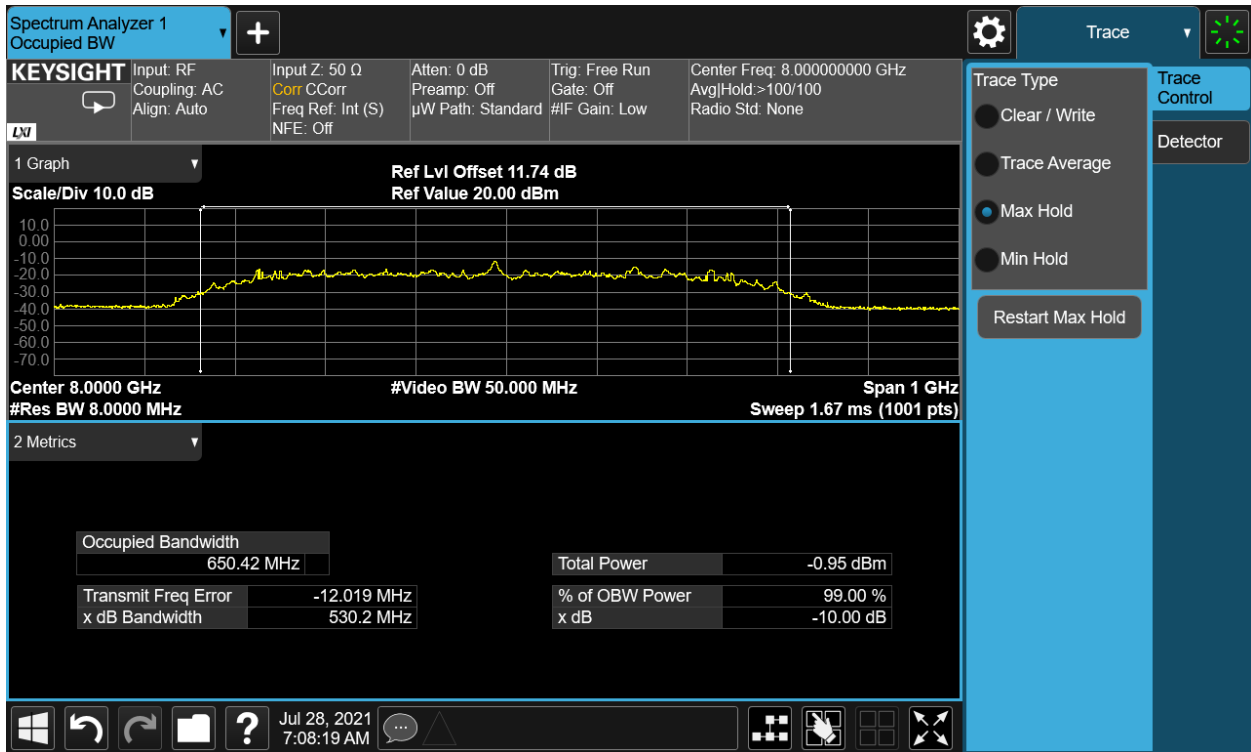 Spectrum Analyzer 1
Occupied BW
+
Trace
KEYSIGHT
LXI
Input: RF
Coupling: AC
Align: Auto
Input Z: 50 Ω
Corr CCorr
Freq Ref: Int (S)
NFE: Off
Atten: 0 dB
Preamp: Off
µW Path: Standard
Trig: Free Run
Gate: Off
#IF Gain: Low
Center Freq: 8.000000000 GHz
Avg|Hold:>100/100
Radio Std: None
1 Graph
Scale/Div 10.0 dB
Ref Lvl Offset 11.74 dB
Ref Value 20.00 dBm
10.0
0.00
-10.0
-20.0
-30.0
-40.0
-50.0
-60.0
-70.0
Center 8.0000 GHz
#Res BW 8.0000 MHz
#Video BW 50.000 MHz
Span 1 GHz
Sweep 1.67 ms (1001 pts)
2 Metrics
Occupied Bandwidth
650.42 MHz
Transmit Freq Error -12.019 MHz
x dB Bandwidth 530.2 MHz
Total Power -0.95 dBm
% of OBW Power 99.00 %
x dB -10.00 dB
Trace Type
Clear / Write
Trace Average
Max Hold
Min Hold
Restart Max Hold
Trace
Control
Detector
?
Jul 28, 2021
7:08:19 AM